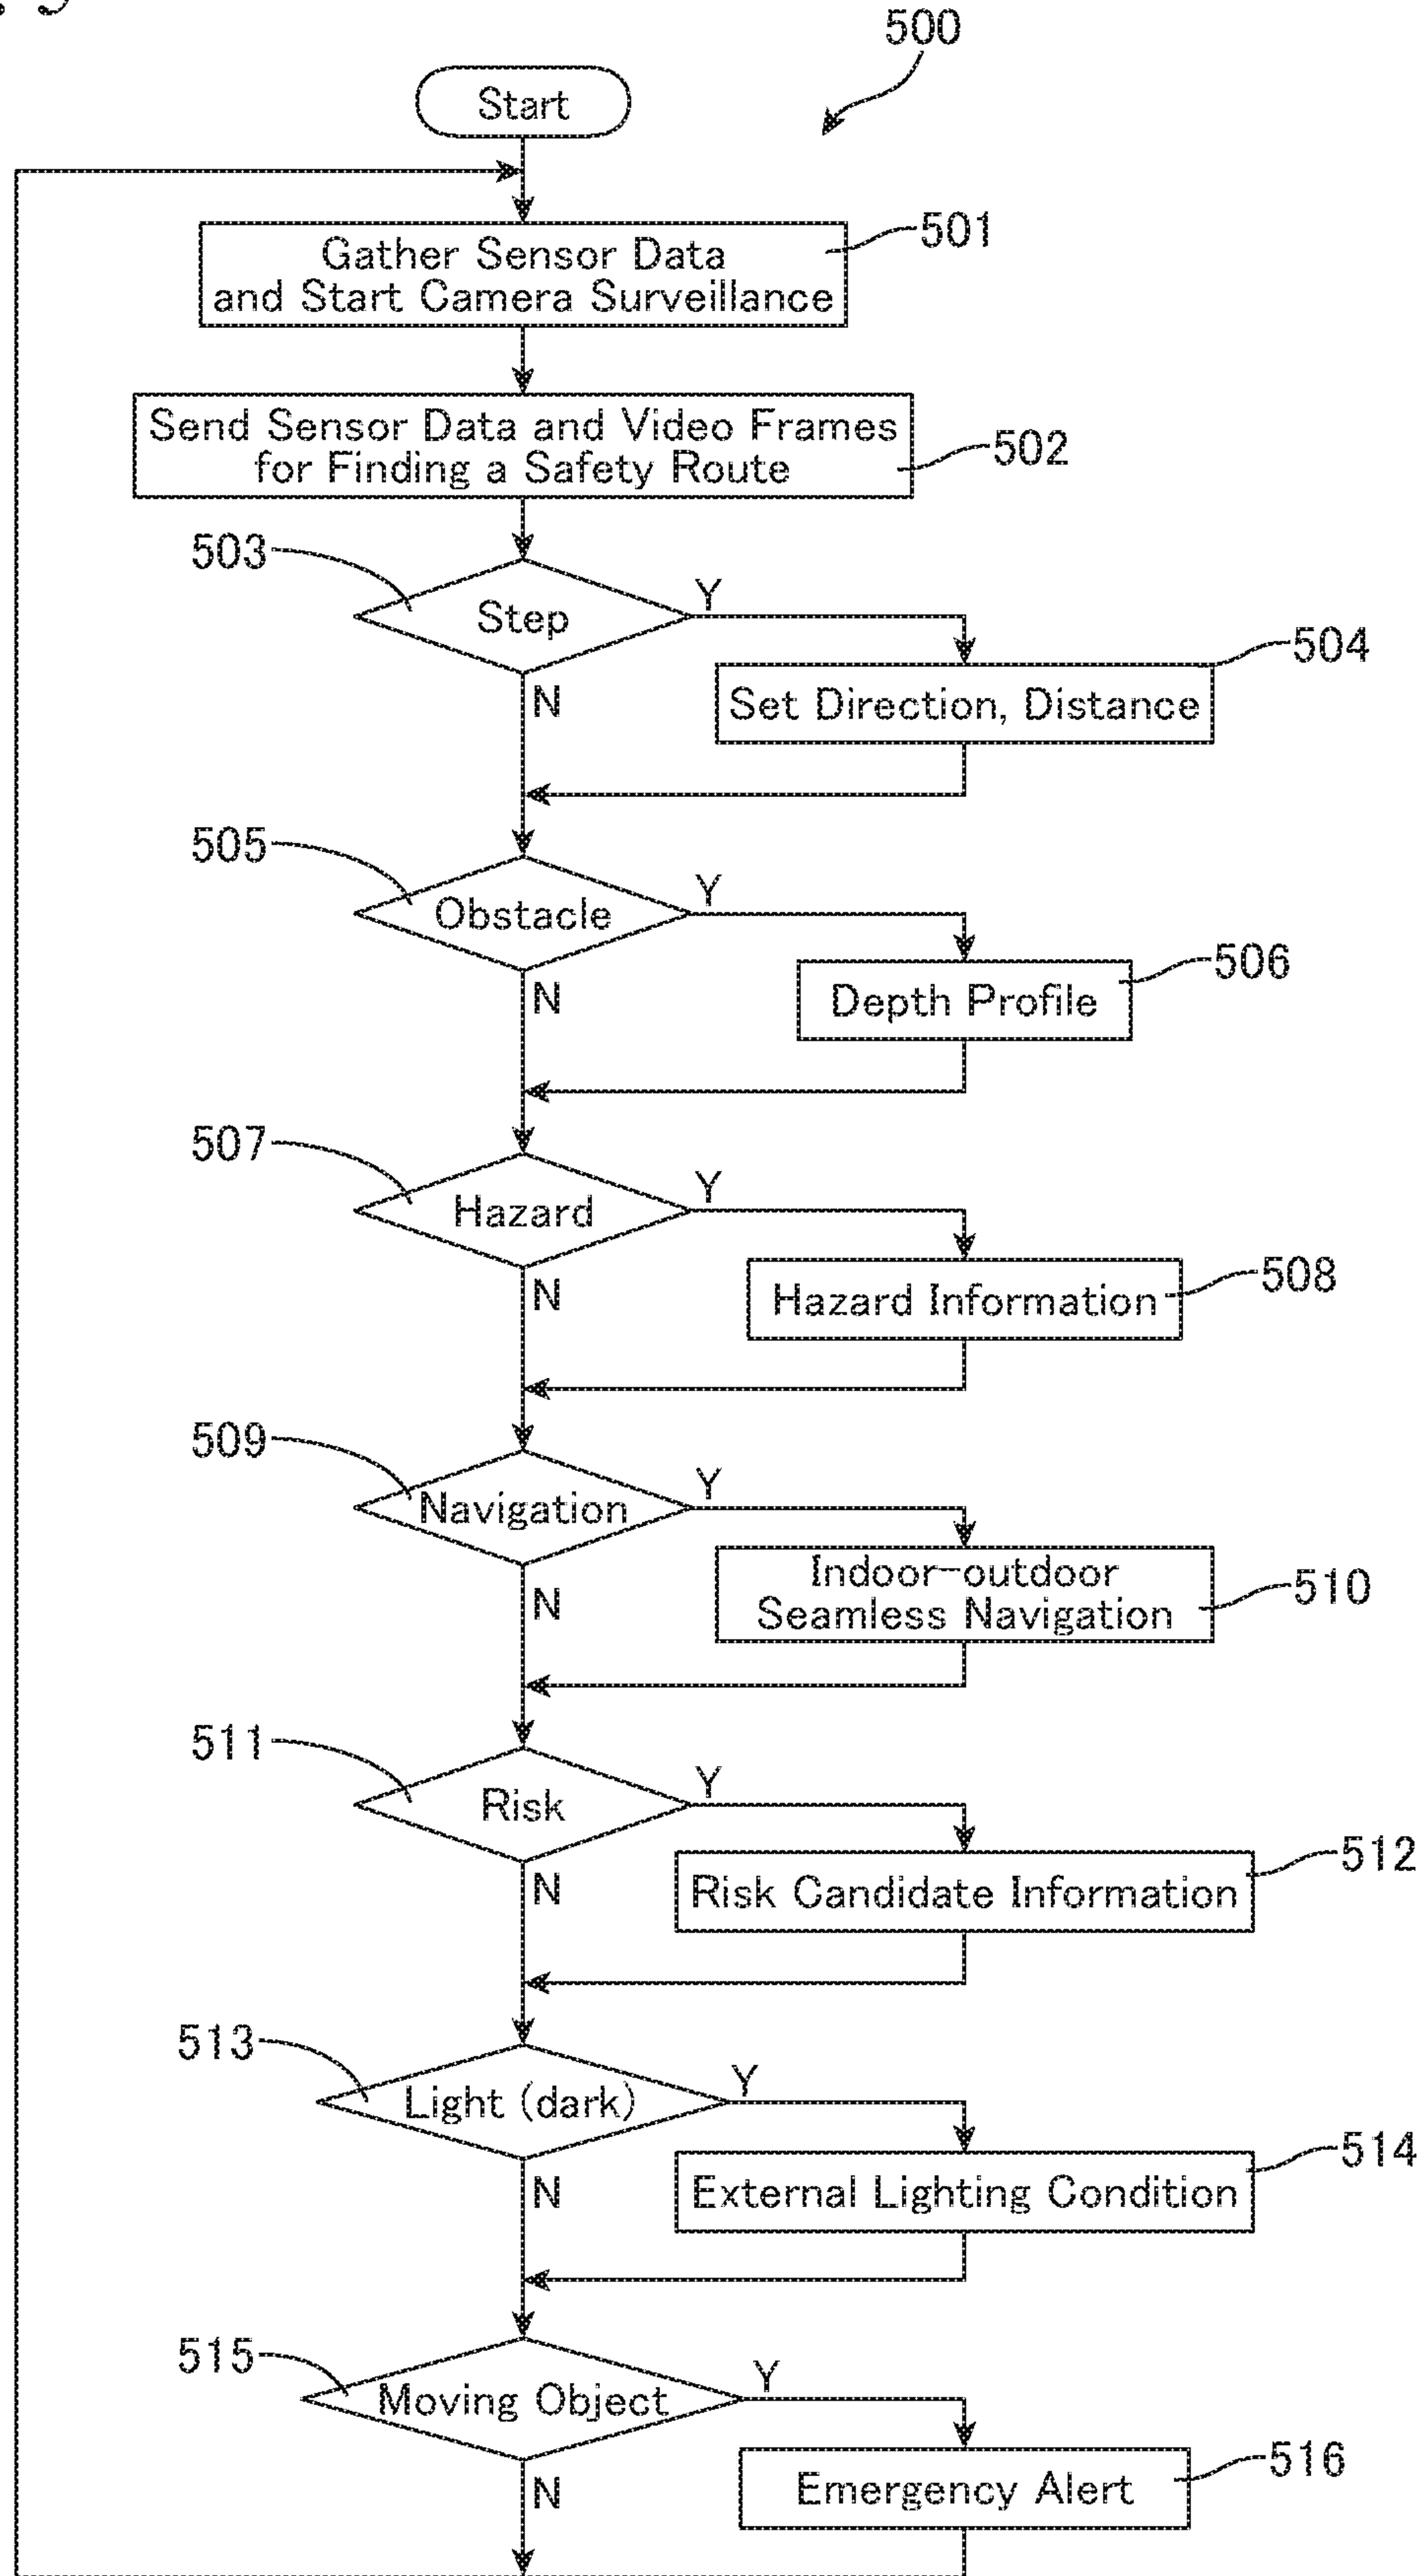 500
Start
501
Gather Sensor Data
and Start Camera Surveillance
Send Sensor Data and Video Frames
for Finding a Safety Route
502
503
Step
Y
N
504
Set Direction, Distance
505
Obstacle
Y
N
506
Depth Profile
507
Hazard
Y
N
508
Hazard Information
509
Navigation
Y
N
Indoor-outdoor
Seamless Navigation
510
511
Risk
Y
N
512
Risk Candidate Information
513
Light (dark)
Y
N
514
External Lighting Condition
515
Moving Object
Y
N
516
Emergency Alert